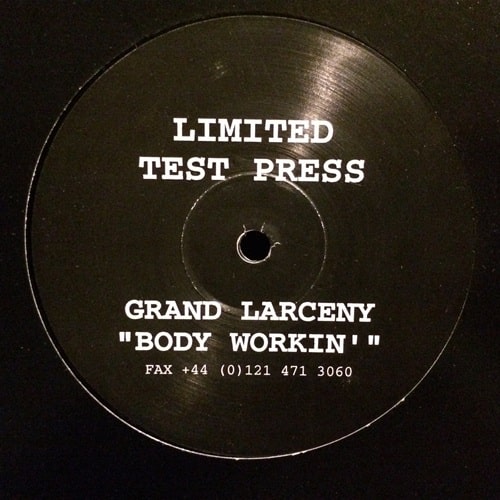 LIMITED
TEST PRESS
GRAND LARCENY
"BODY WORKIN'"
FAX +44 (0)121 471 3060